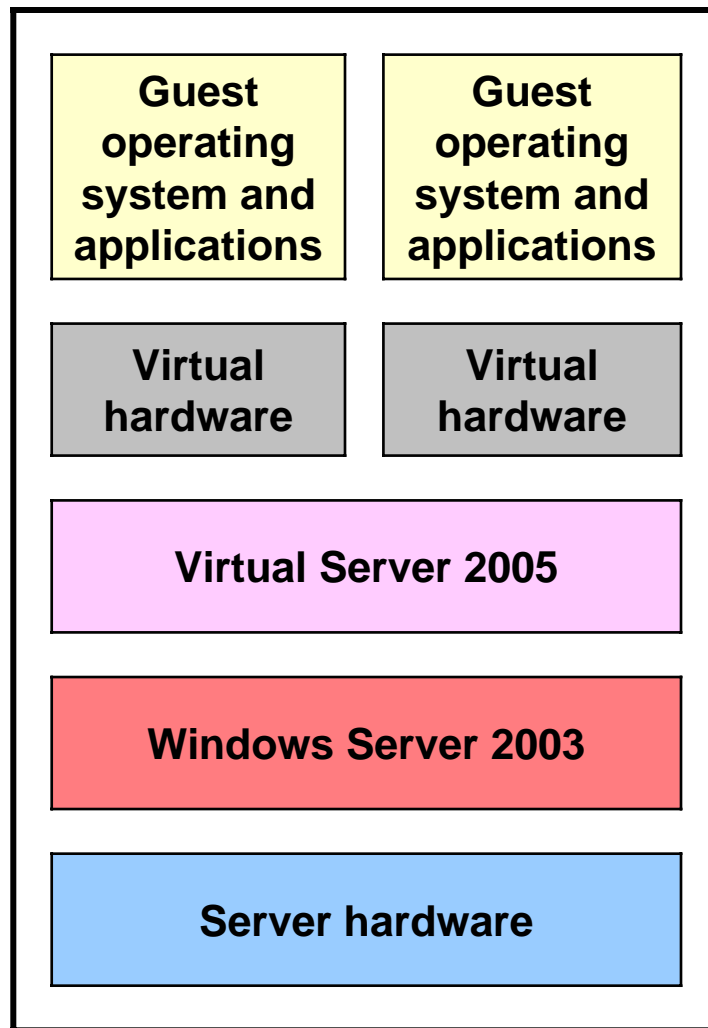 Guest
operating
system and
applications
Guest
operating
system and
applications
Virtual
hardware
Virtual
hardware
Virtual Server 2005
Windows Server 2003
Server hardware